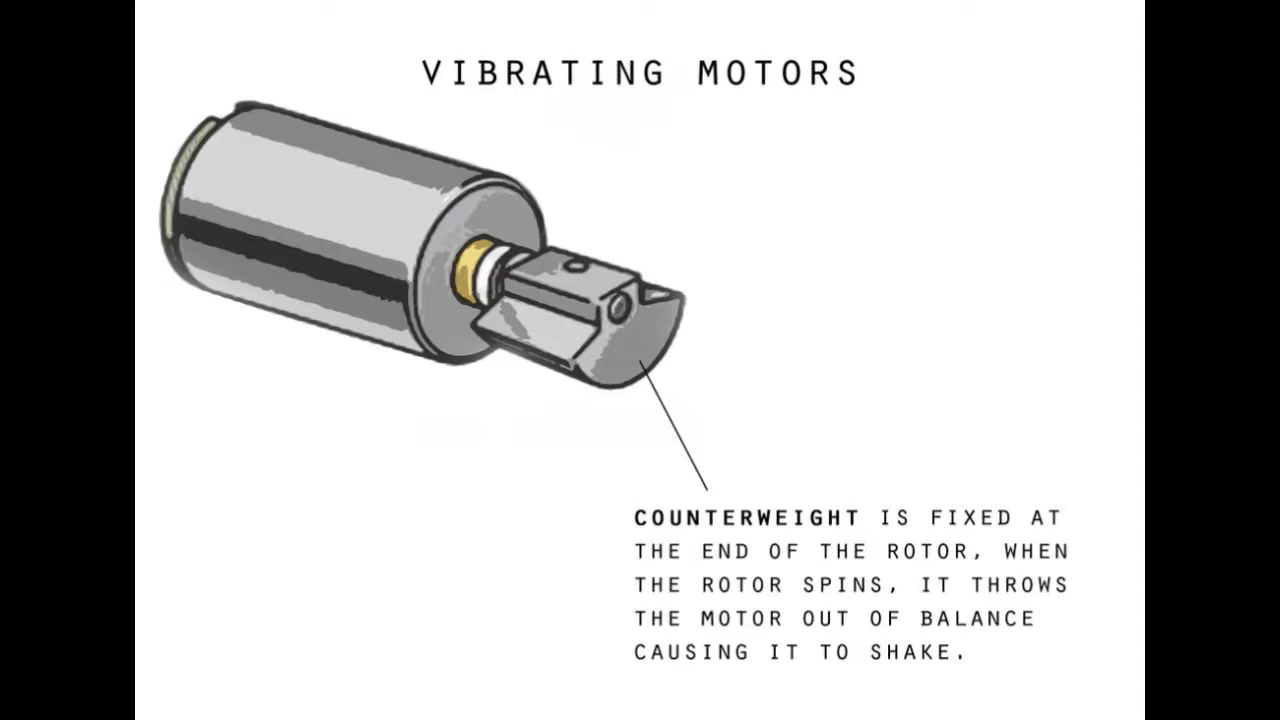 VIBRATING MOTORS
COUNTERWEIGHT IS FIXED AT
THE END OF THE ROTOR, WHEN
THE ROTOR SPINS, IT THROWS
THE MOTOR OUT OF BALANCE
CAUSING IT TO SHAKE.